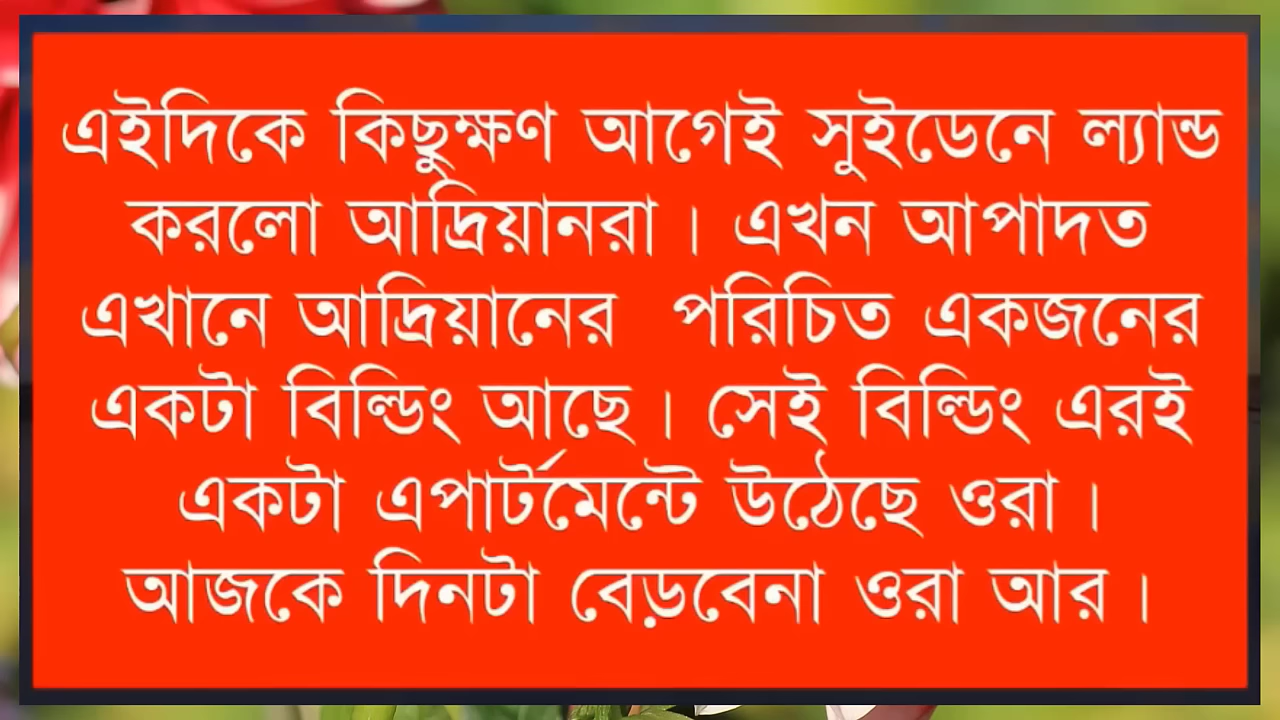 এইদিকে কিছুক্ষণ আগেই সুইডেনে ল্যান্ড
করলো আদ্রিয়ানরা । এখন আপাদত
এখানে আদ্রিয়ানের পরিচিত একজনের
একটা বিল্ডিং আছে । সেই বিল্ডিং এরই
একটা এপার্টমেন্টে উঠেছে ওরা ।
আজকে দিনটা বেড়বেনা ওরা আর ।